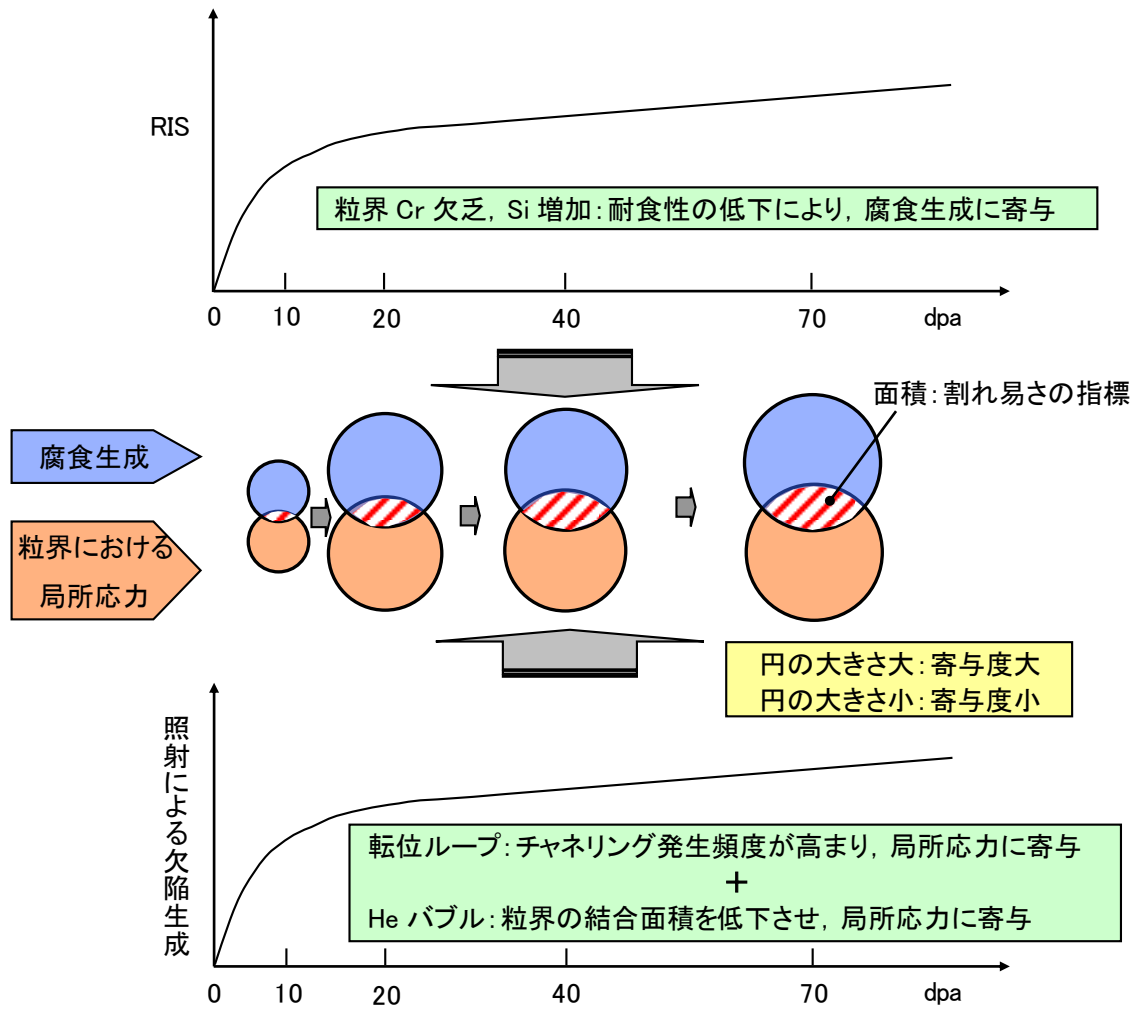 RIS
粒界 Cr 欠乏, Si 増加：耐食性の低下により, 腐食生成に寄与
0 10 20 40 70 dpa
面積：割れ易さの指標
腐食生成
粒界における
局所応力
円の大きさ大：寄与度大
円の大きさ小：寄与度小
照射による欠陥生成
転位ループ：チャネリング発生頻度が高まり, 局所応力に寄与
+
He バブル：粒界の結合面積を低下させ, 局所応力に寄与
0 10 20 40 70 dpa